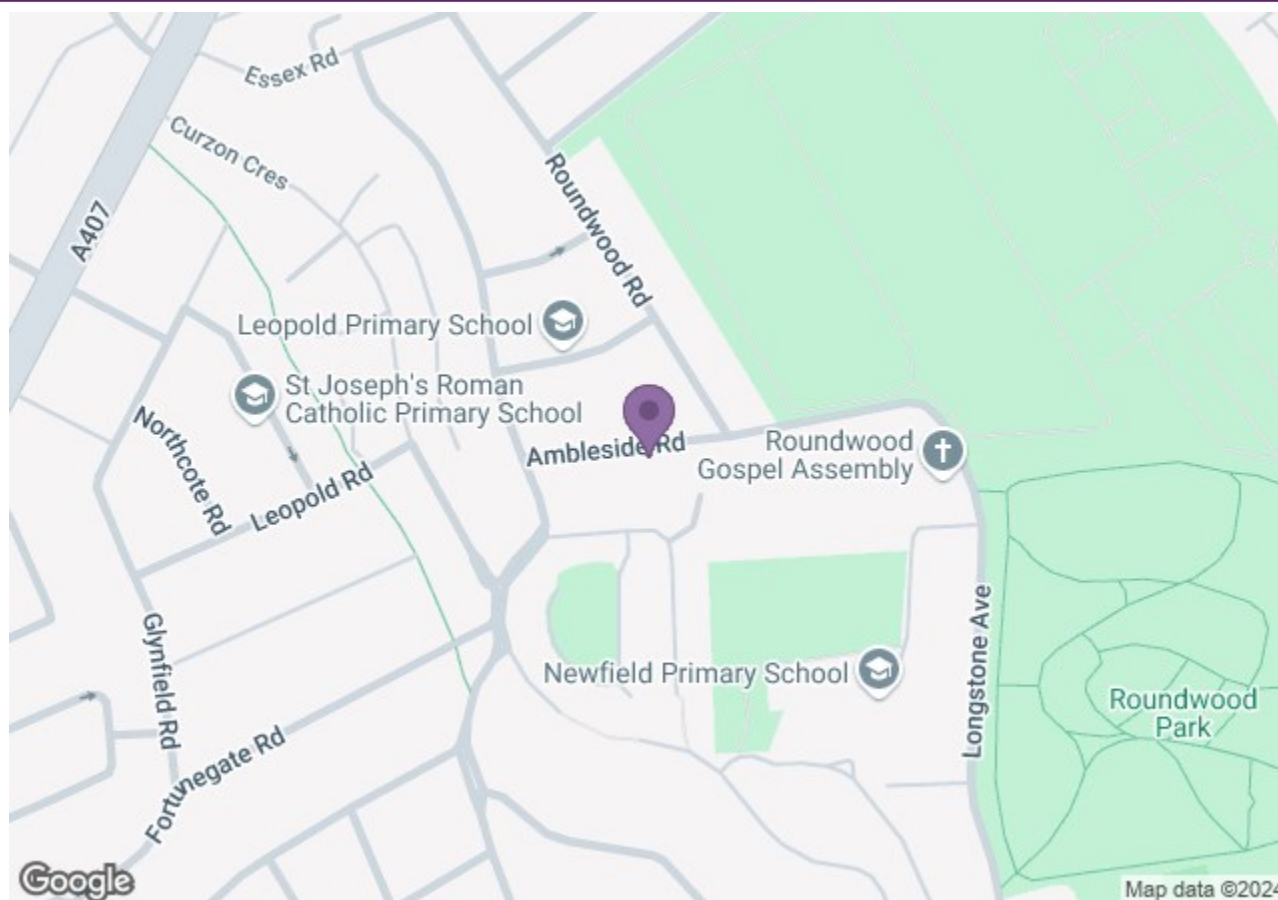 Essex Rd
Curzon Cres
A407
Roundwood Rd
Leopold Primary School
St Joseph's Roman
Catholic Primary School
Northcote Rd
Leopold Rd
Ambleside Rd
Roundwood
Gospel Assembly
Glynfield Rd
Newfield Primary School
Longstone Ave
Roundwood
Park
Fortunegate Rd
Google
Map data ©2024